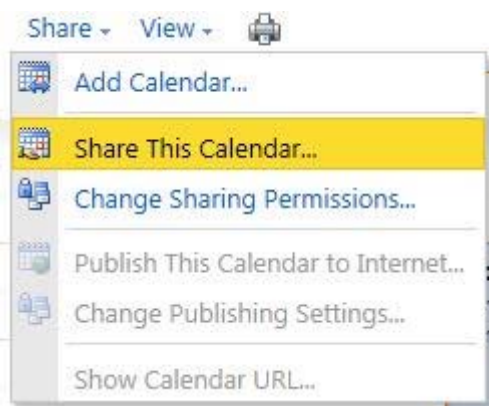 Share View
Add Calendar...
Share This Calendar...
Change Sharing Permissions...
Publish This Calendar to Internet...
Change Publishing Settings...
Show Calendar URL...